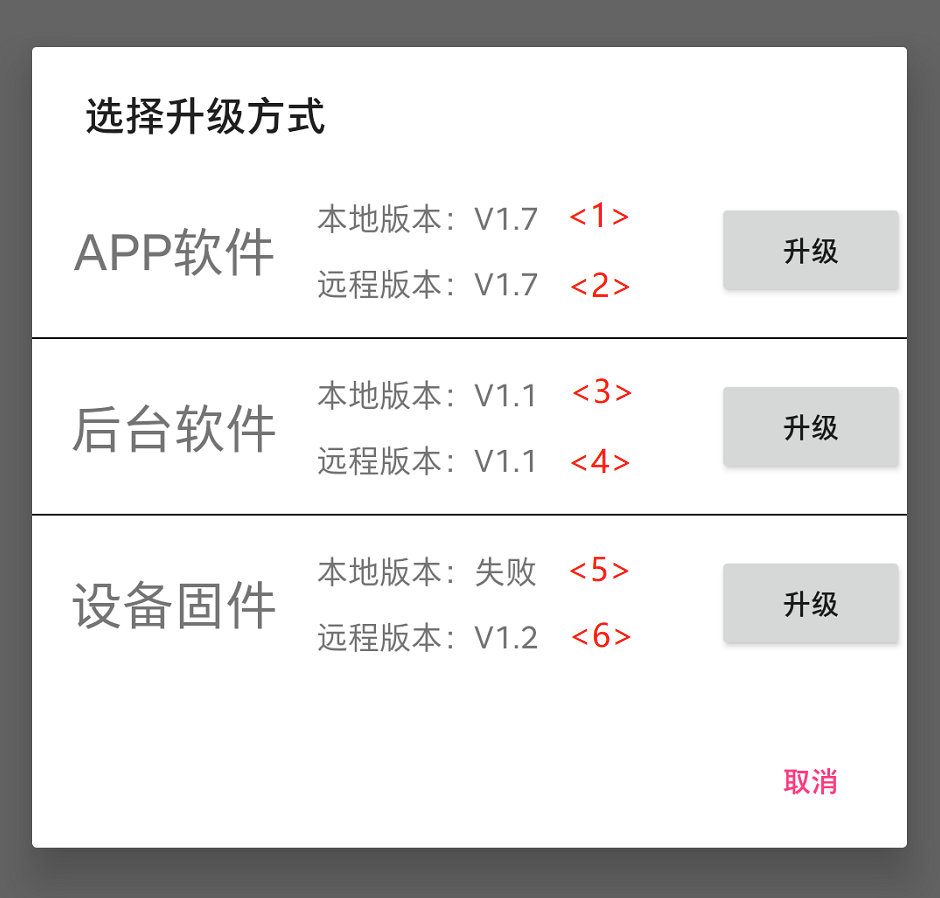 选择升级方式
APP软件
本地版本：V1.7 <1>
远程版本：V1.7 <2>
升级
后台软件
本地版本：V1.1 <3>
远程版本：V1.1 <4>
升级
设备固件
本地版本：失败 <5>
远程版本：V1.2 <6>
升级
取消